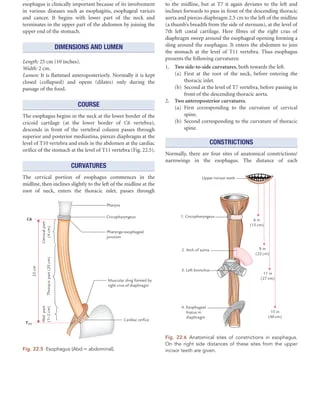 esophagus is clinically important because of its involvement
in various diseases such as esophagitis, esophageal varices
and cancer. It begins with lower part of the neck and
terminates in the upper part of the abdomen by joining the
upper end of the stomach.
DIMENSIONS AND LUMEN
Length: 25 cm (10 inches).
Width: 2 cm.
Lumen: It is flattened anteroposteriorly. Normally it is kept
closed (collapsed) and opens (dilates) only during the
passage of the food.
COURSE
The esophagus begins in the neck at the lower border of the
cricoid cartilage (at the lower border of C6 vertebra),
descends in front of the vertebral column passes through
superior and posterior mediastina, pierces diaphragm at the
level of T10 vertebra and ends in the abdomen at the cardiac
orifice of the stomach at the level of T11 vertebra (Fig. 22.5).
CURVATURES
The cervical portion of esophagus commences in the
midline, then inclines slightly to the left of the midline at the
root of neck, enters the thoracic inlet, passes through
Pharynx
C6
Cricopharyngeus
Pharyngo-esophageal
junction
Cervical part
(4 cm)
25 cm
Thoracic part (20 cm)
Muscular sling formed by
right crus of diaphragm
Abd. part
(1–2 cm)
Cardiac orifice
T11
Fig. 22.5 Esophagus (Abd = abdominal).
to the midline, but at T7 it again deviates to the left and
inclines forwards to pass in front of the descending thoracic
aorta and pierces diaphragm 2.5 cm to the left of the midline
(a thumb's breadth from the side of sternum), at the level of
7th left costal cartilage. Here fibres of the right crus of
diaphragm sweep around the esophageal opening forming a
sling around the esophagus. It enters the abdomen to join
the stomach at the level of T11 vertebra. Thus esophagus
presents the following curvatures:
1. Two side-to-side curvatures, both towards the left.
(a) First at the root of the neck, before entering the
thoracic inlet.
(b) Second at the level of T7 vertebra, before passing in
front of the descending thoracic aorta.
2. Two anteroposterior curvatures.
(a) First corresponding to the curvature of cervical
spine.
(b) Second corresponding to the curvature of thoracic
spine.
CONSTRICTIONS
Normally, there are four sites of anatomical constrictions/
narrowings in the esophagus. The distance of each
Upper incisor teeth
1. Cricopharyngeus
6 in
(15 cm)
2. Arch of aorta
9 in
(22 cm)
3. Left bronchus
11 in
(27 cm)
4. Esophageal
hiatus in
diaphragm
15 in
(40 cm)
Fig. 22.6 Anatomical sites of constrictions in esophagus.
On the right side distances of these sites from the upper
incisor teeth are given.